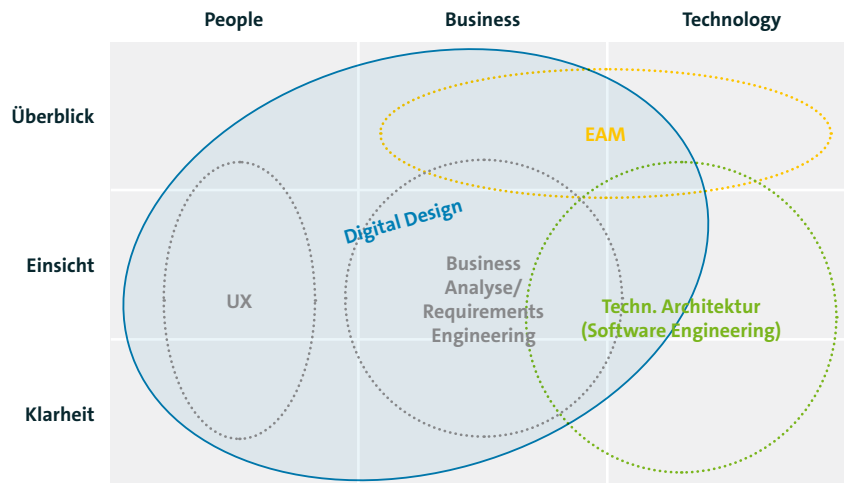 People
Business
Technology
Überblick
EAM
Digital Design
Einsicht
Business
Analyse/
Requirements
Engineering
UX
Techn. Architektur
(Software Engineering)
Klarheit